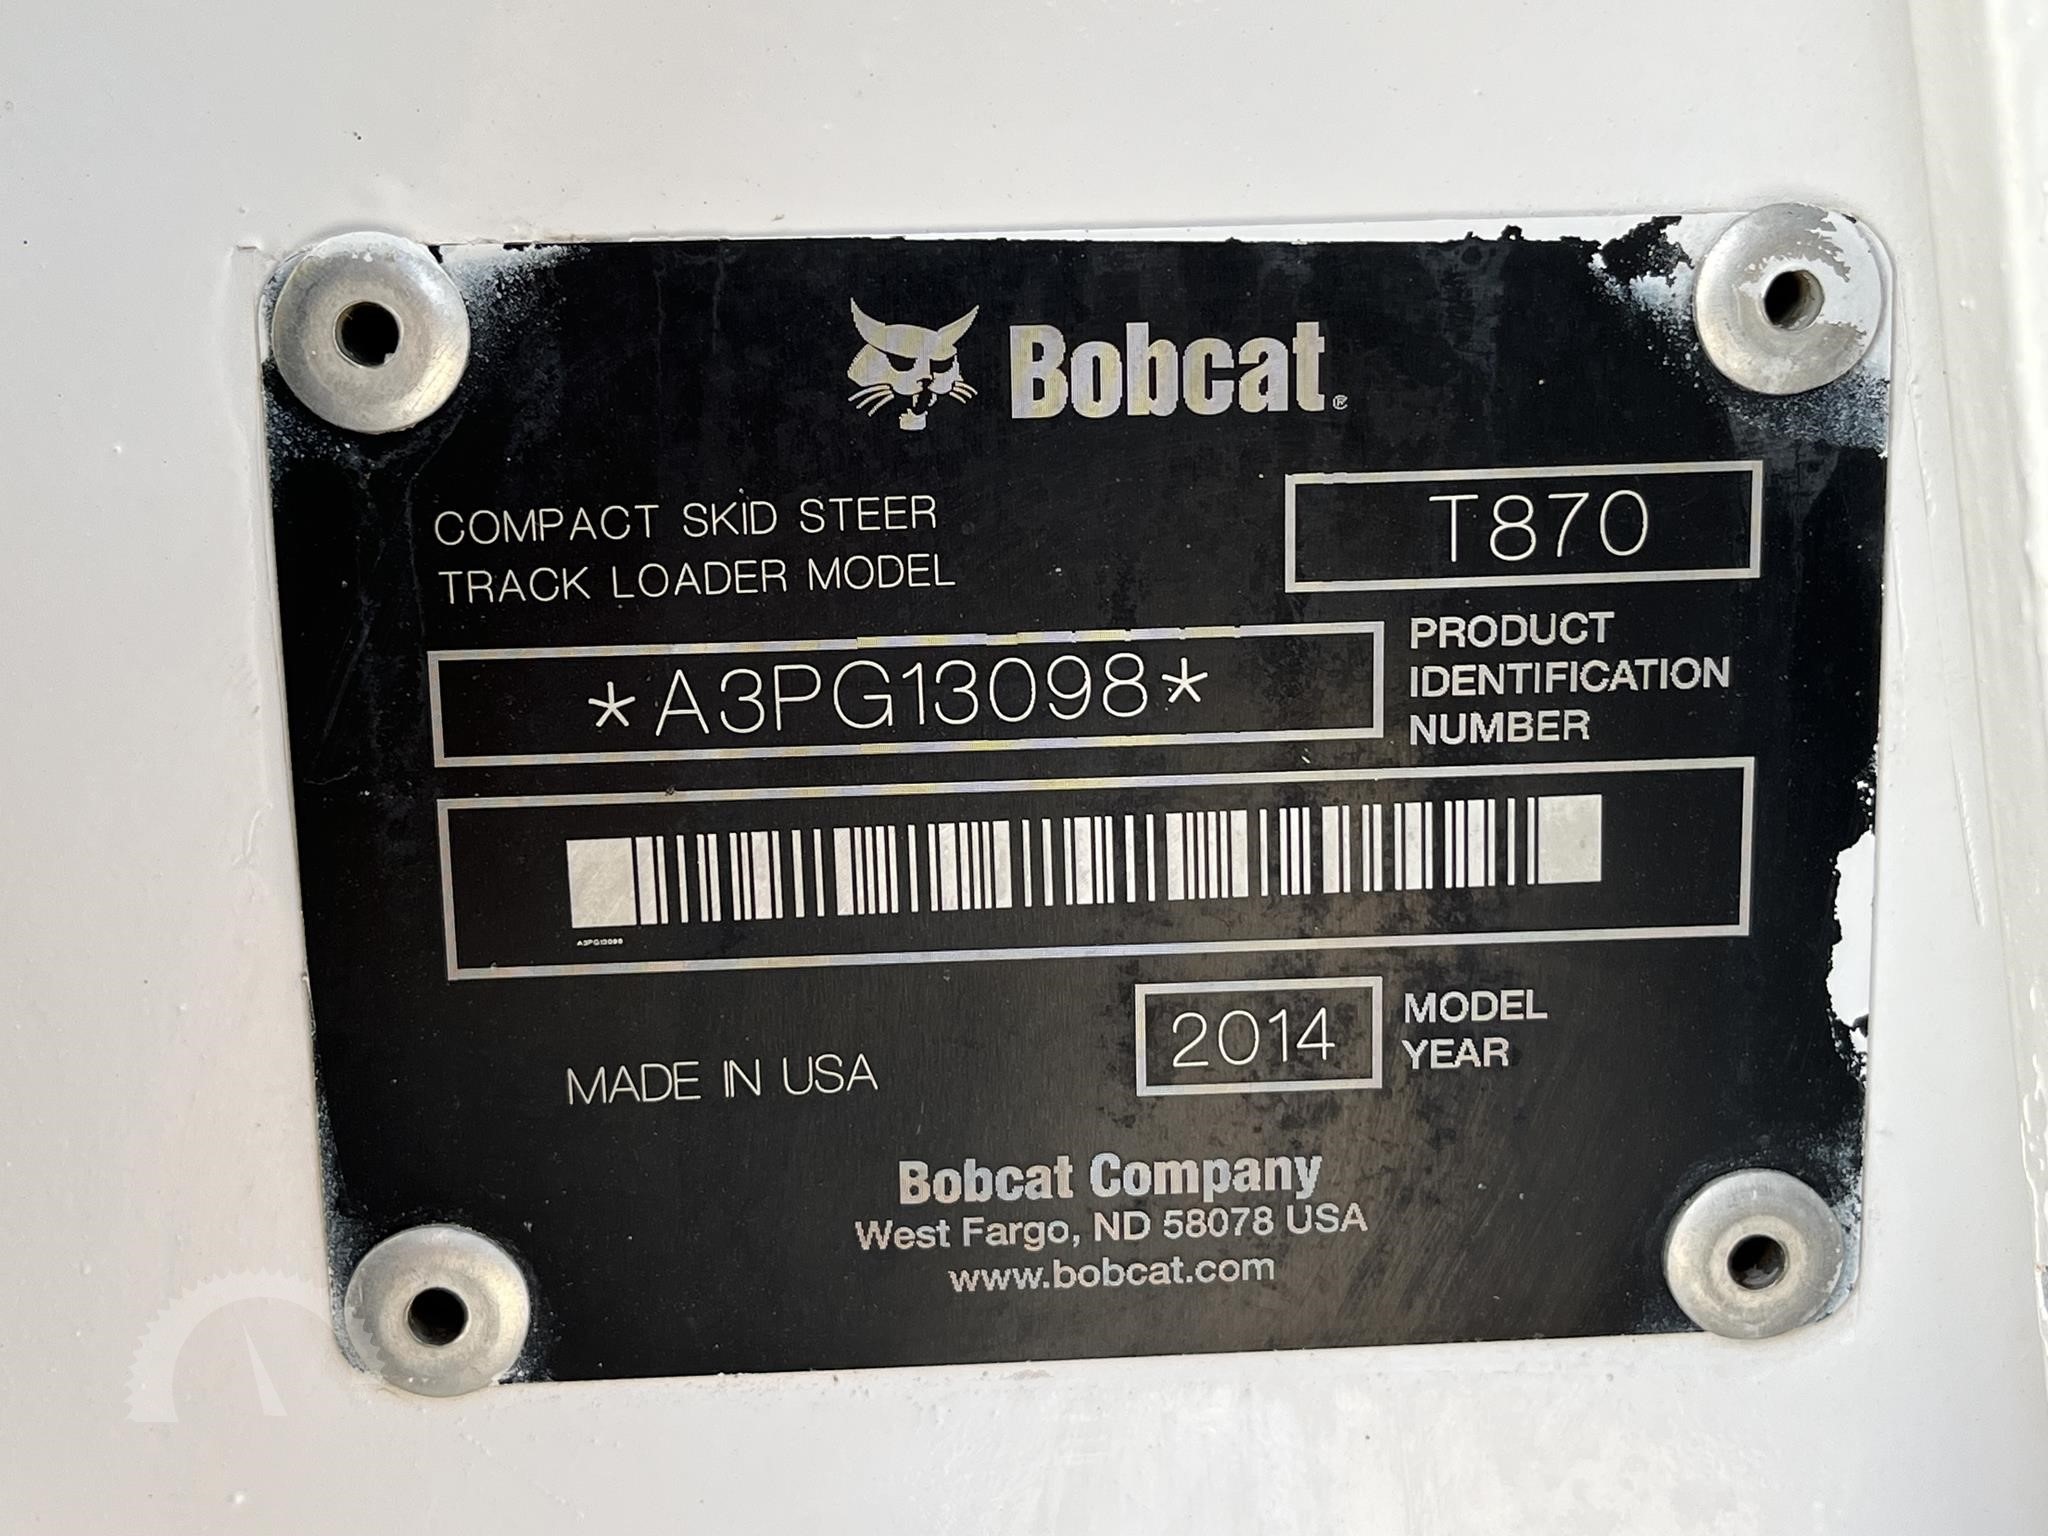 Bobcat®
COMPACT SKID STEER
TRACK LOADER MODEL
T870
*A3PG13098*
PRODUCT
IDENTIFICATION
NUMBER
A3PG13098
MADE IN USA
2014
MODEL
YEAR
Bobcat Company
West Fargo, ND 58078 USA
www.bobcat.com